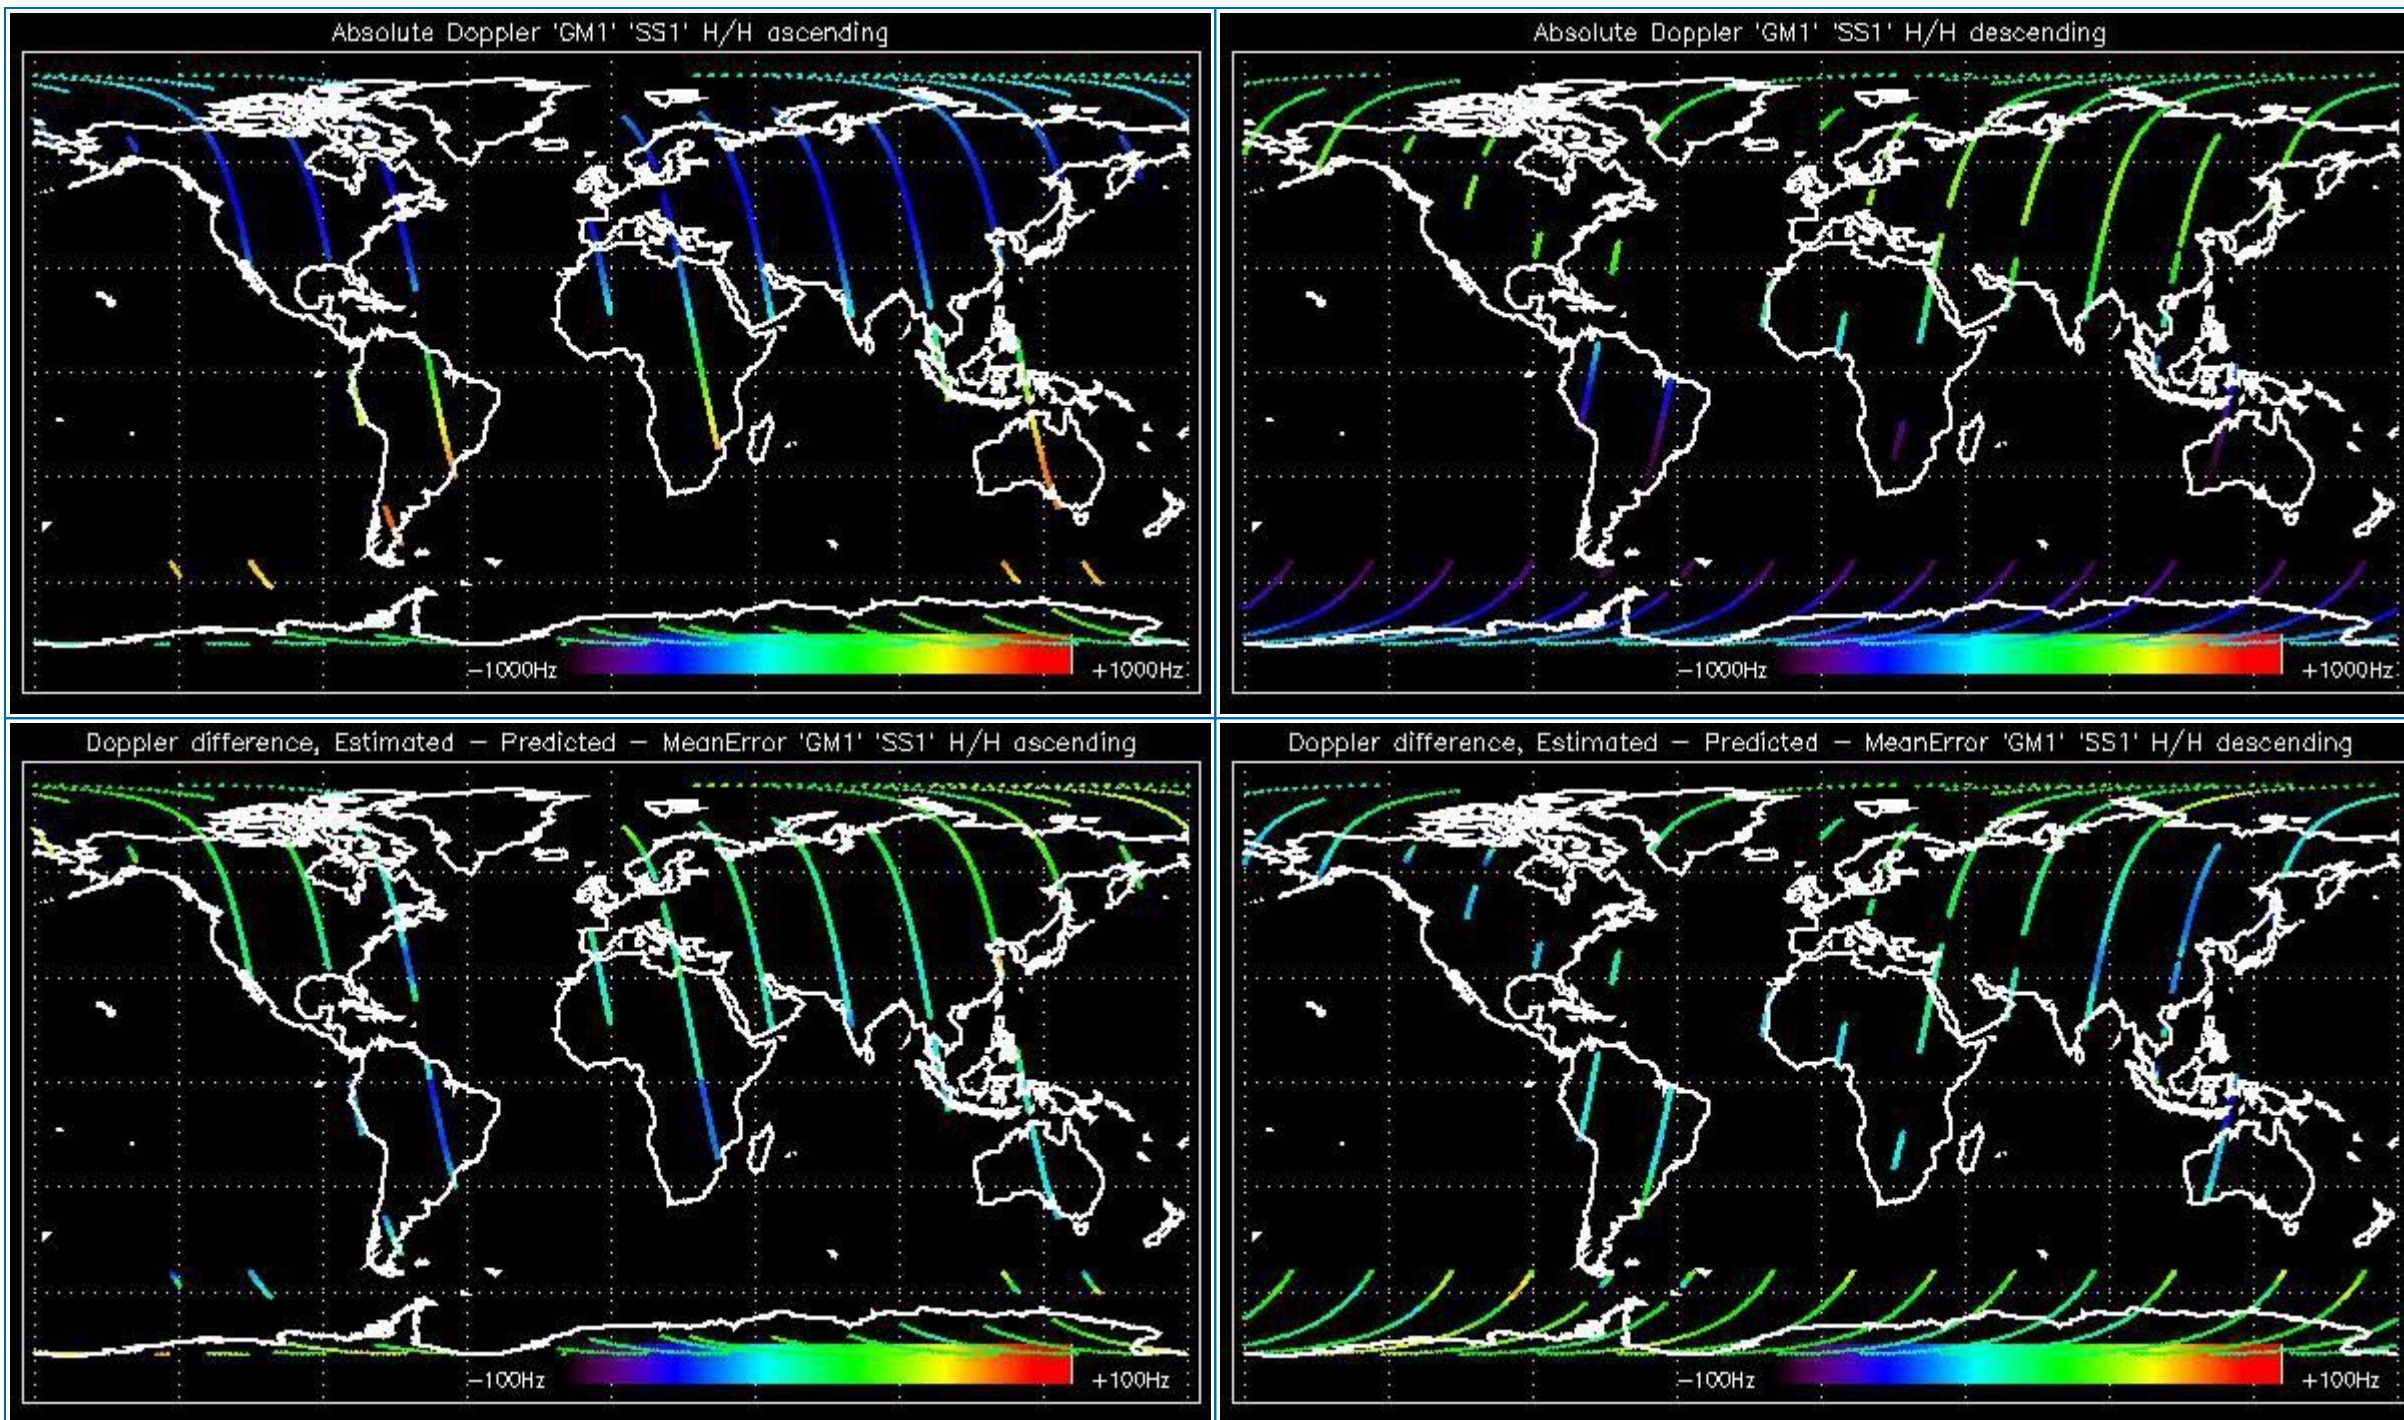 Absolute Doppler 'GM1' 'SS1' H/H ascending
−1000Hz
+1000Hz
Absolute Doppler 'GM1' 'SS1' H/H descending
−1000Hz
+1000Hz
Doppler difference, Estimated − Predicted − MeanError 'GM1' 'SS1' H/H ascending
−100Hz
+100Hz
Doppler difference, Estimated − Predicted − MeanError 'GM1' 'SS1' H/H descending
−100Hz
+100Hz